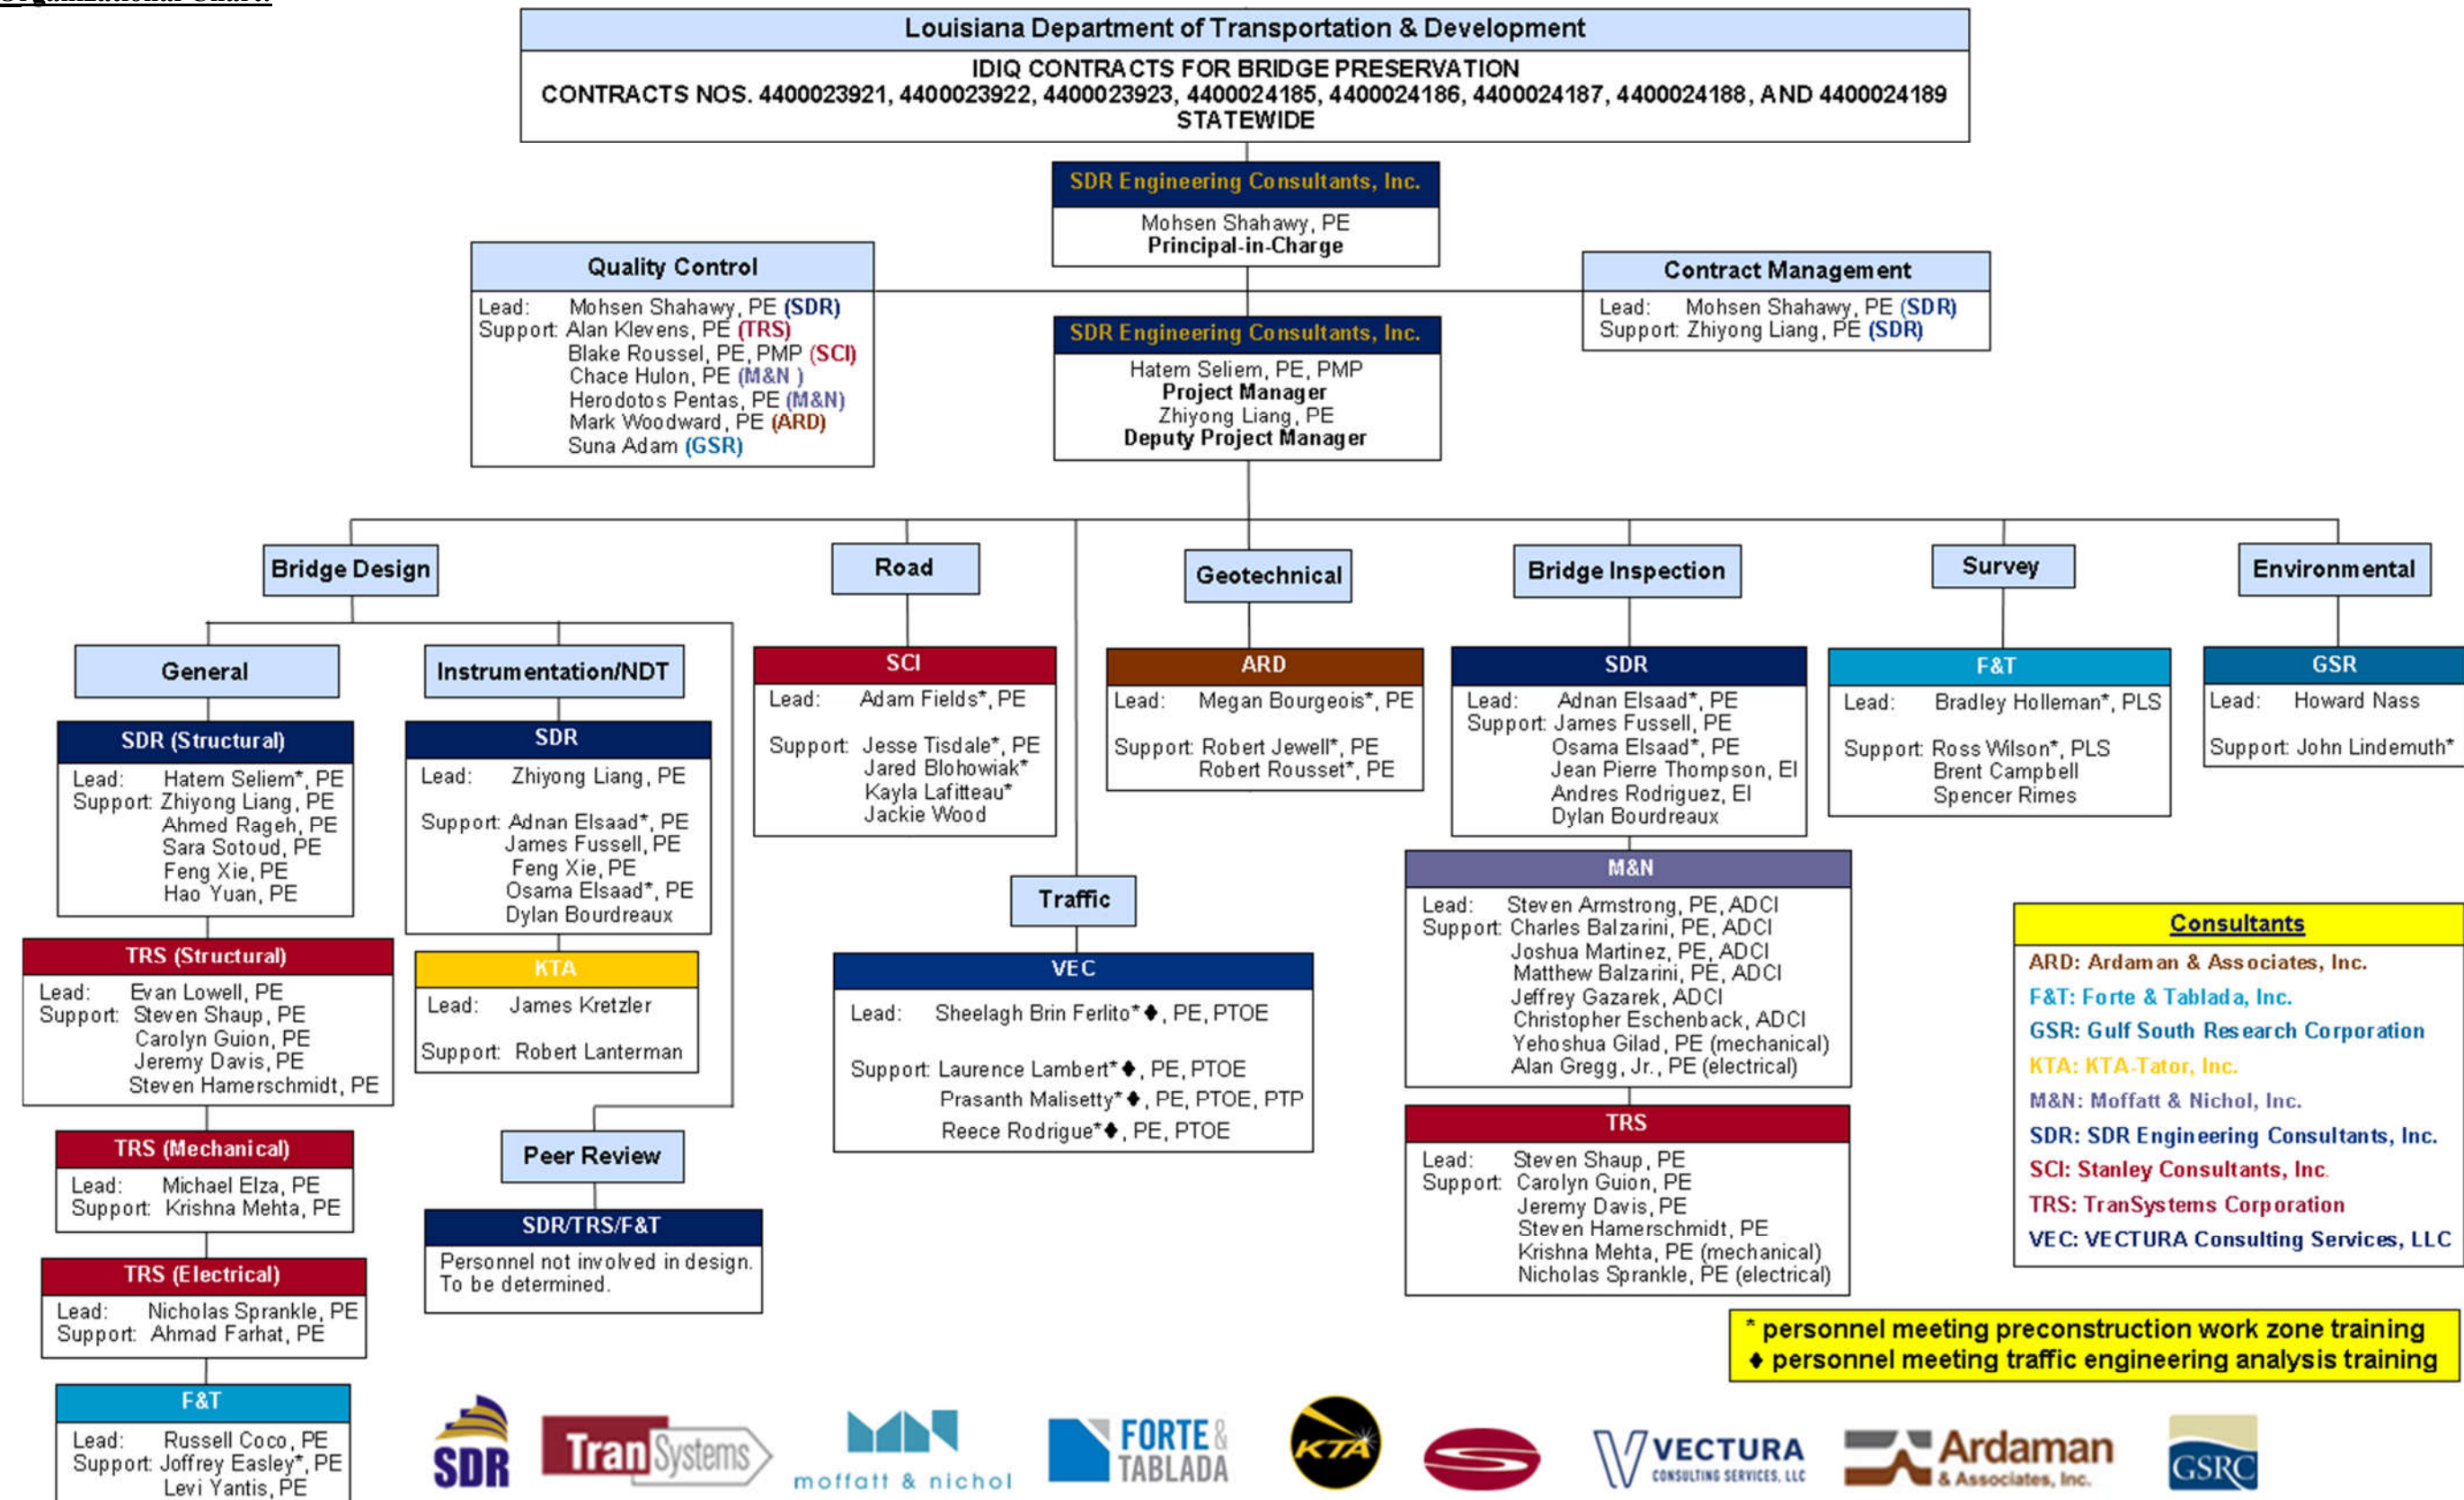 Organizational Chart:
Louisiana Department of Transportation & Development
IDIQ CONTRACTS FOR BRIDGE PRESERVATION
CONTRACTS NOS. 4400023921, 4400023922, 4400023923, 4400024185, 4400024186, 4400024187, 4400024188, AND 4400024189
STATEWIDE
SDR Engineering Consultants, Inc.
Mohsen Shahawy, PE
Principal-in-Charge
Quality Control
Lead: Mohsen Shahawy, PE (SDR)
Support: Alan Klevens, PE (TRS)
Blake Roussel, PE, PMP (SCI)
Chace Hulon, PE (M&N )
Herodotos Pentas, PE (M&N)
Mark Woodward, PE (ARD)
Suna Adam (GSR)
Contract Management
Lead: Mohsen Shahawy, PE (SDR)
Support: Zhiyong Liang, PE (SDR)
SDR Engineering Consultants, Inc.
Hatem Seliem, PE, PMP
Project Manager
Zhiyong Liang, PE
Deputy Project Manager
Bridge Design
General
SDR (Structural)
Lead: Hatem Seliem*, PE
Support: Zhiyong Liang, PE
Ahmed Rageh, PE
Sara Sotoud, PE
Feng Xie, PE
Hao Yuan, PE
TRS (Structural)
Lead: Evan Lowell, PE
Support: Steven Shaup, PE
Carolyn Guion, PE
Jeremy Davis, PE
Steven Hamerschmidt, PE
TRS (Mechanical)
Lead: Michael Elza, PE
Support: Krishna Mehta, PE
TRS (Electrical)
Lead: Nicholas Sprankle, PE
Support: Ahmad Farhat, PE
F&T
Lead: Russell Coco, PE
Support: Joffrey Easley*, PE
Levi Yantis, PE
Instrumentation/NDT
SDR
Lead: Zhiyong Liang, PE
Support: Adnan Elsaad*, PE
James Fussell, PE
Feng Xie, PE
Osama Elsaad*, PE
Dylan Bourdreaux
KTA
Lead: James Kretzler
Support: Robert Lanterman
Peer Review
SDR/TRS/F&T
Personnel not involved in design.
To be determined.
Road
SCI
Lead: Adam Fields*, PE
Support: Jesse Tisdale*, PE
Jared Blohowiak*
Kayla Lafitteau*
Jackie Wood
Traffic
VEC
Lead: Sheelagh Brin Ferlito*♦, PE, PTOE
Support: Laurence Lambert*♦, PE, PTOE
Prasanth Malisetty*♦, PE, PTOE, PTP
Reece Rodrigue*♦, PE, PTOE
Geotechnical
ARD
Lead: Megan Bourgeois*, PE
Support: Robert Jewell*, PE
Robert Rousset*, PE
Bridge Inspection
SDR
Lead: Adnan Elsaad*, PE
Support: James Fussell, PE
Osama Elsaad*, PE
Jean Pierre Thompson, EI
Andres Rodriguez, EI
Dylan Bourdreaux
M&N
Lead: Steven Armstrong, PE, ADCI
Support: Charles Balzarini, PE, ADCI
Joshua Martinez, PE, ADCI
Matthew Balzarini, PE, ADCI
Jeffrey Gazarek, ADCI
Christopher Eschenback, ADCI
Yehoshua Gilad, PE (mechanical)
Alan Gregg, Jr., PE (electrical)
TRS
Lead: Steven Shaup, PE
Support: Carolyn Guion, PE
Jeremy Davis, PE
Steven Hamerschmidt, PE
Krishna Mehta, PE (mechanical)
Nicholas Sprankle, PE (electrical)
Survey
F&T
Lead: Bradley Holleman*, PLS
Support: Ross Wilson*, PLS
Brent Campbell
Spencer Rimes
Environmental
GSR
Lead: Howard Nass
Support: John Lindemuth*
Consultants
ARD: Ardaman & Associates, Inc.
F&T: Forte & Tablada, Inc.
GSR: Gulf South Research Corporation
KTA: KTA-Tator, Inc.
M&N: Moffatt & Nichol, Inc.
SDR: SDR Engineering Consultants, Inc.
SCI: Stanley Consultants, Inc.
TRS: TranSystems Corporation
VEC: VECTURA Consulting Services, LLC
* personnel meeting preconstruction work zone training
♦ personnel meeting traffic engineering analysis training
SDR
TranSystems
moffatt & nichol
FORTE &
TABLADA
KTA
VECTURA
CONSULTING SERVICES, LLC
Ardaman
& Associates, Inc.
GSRC